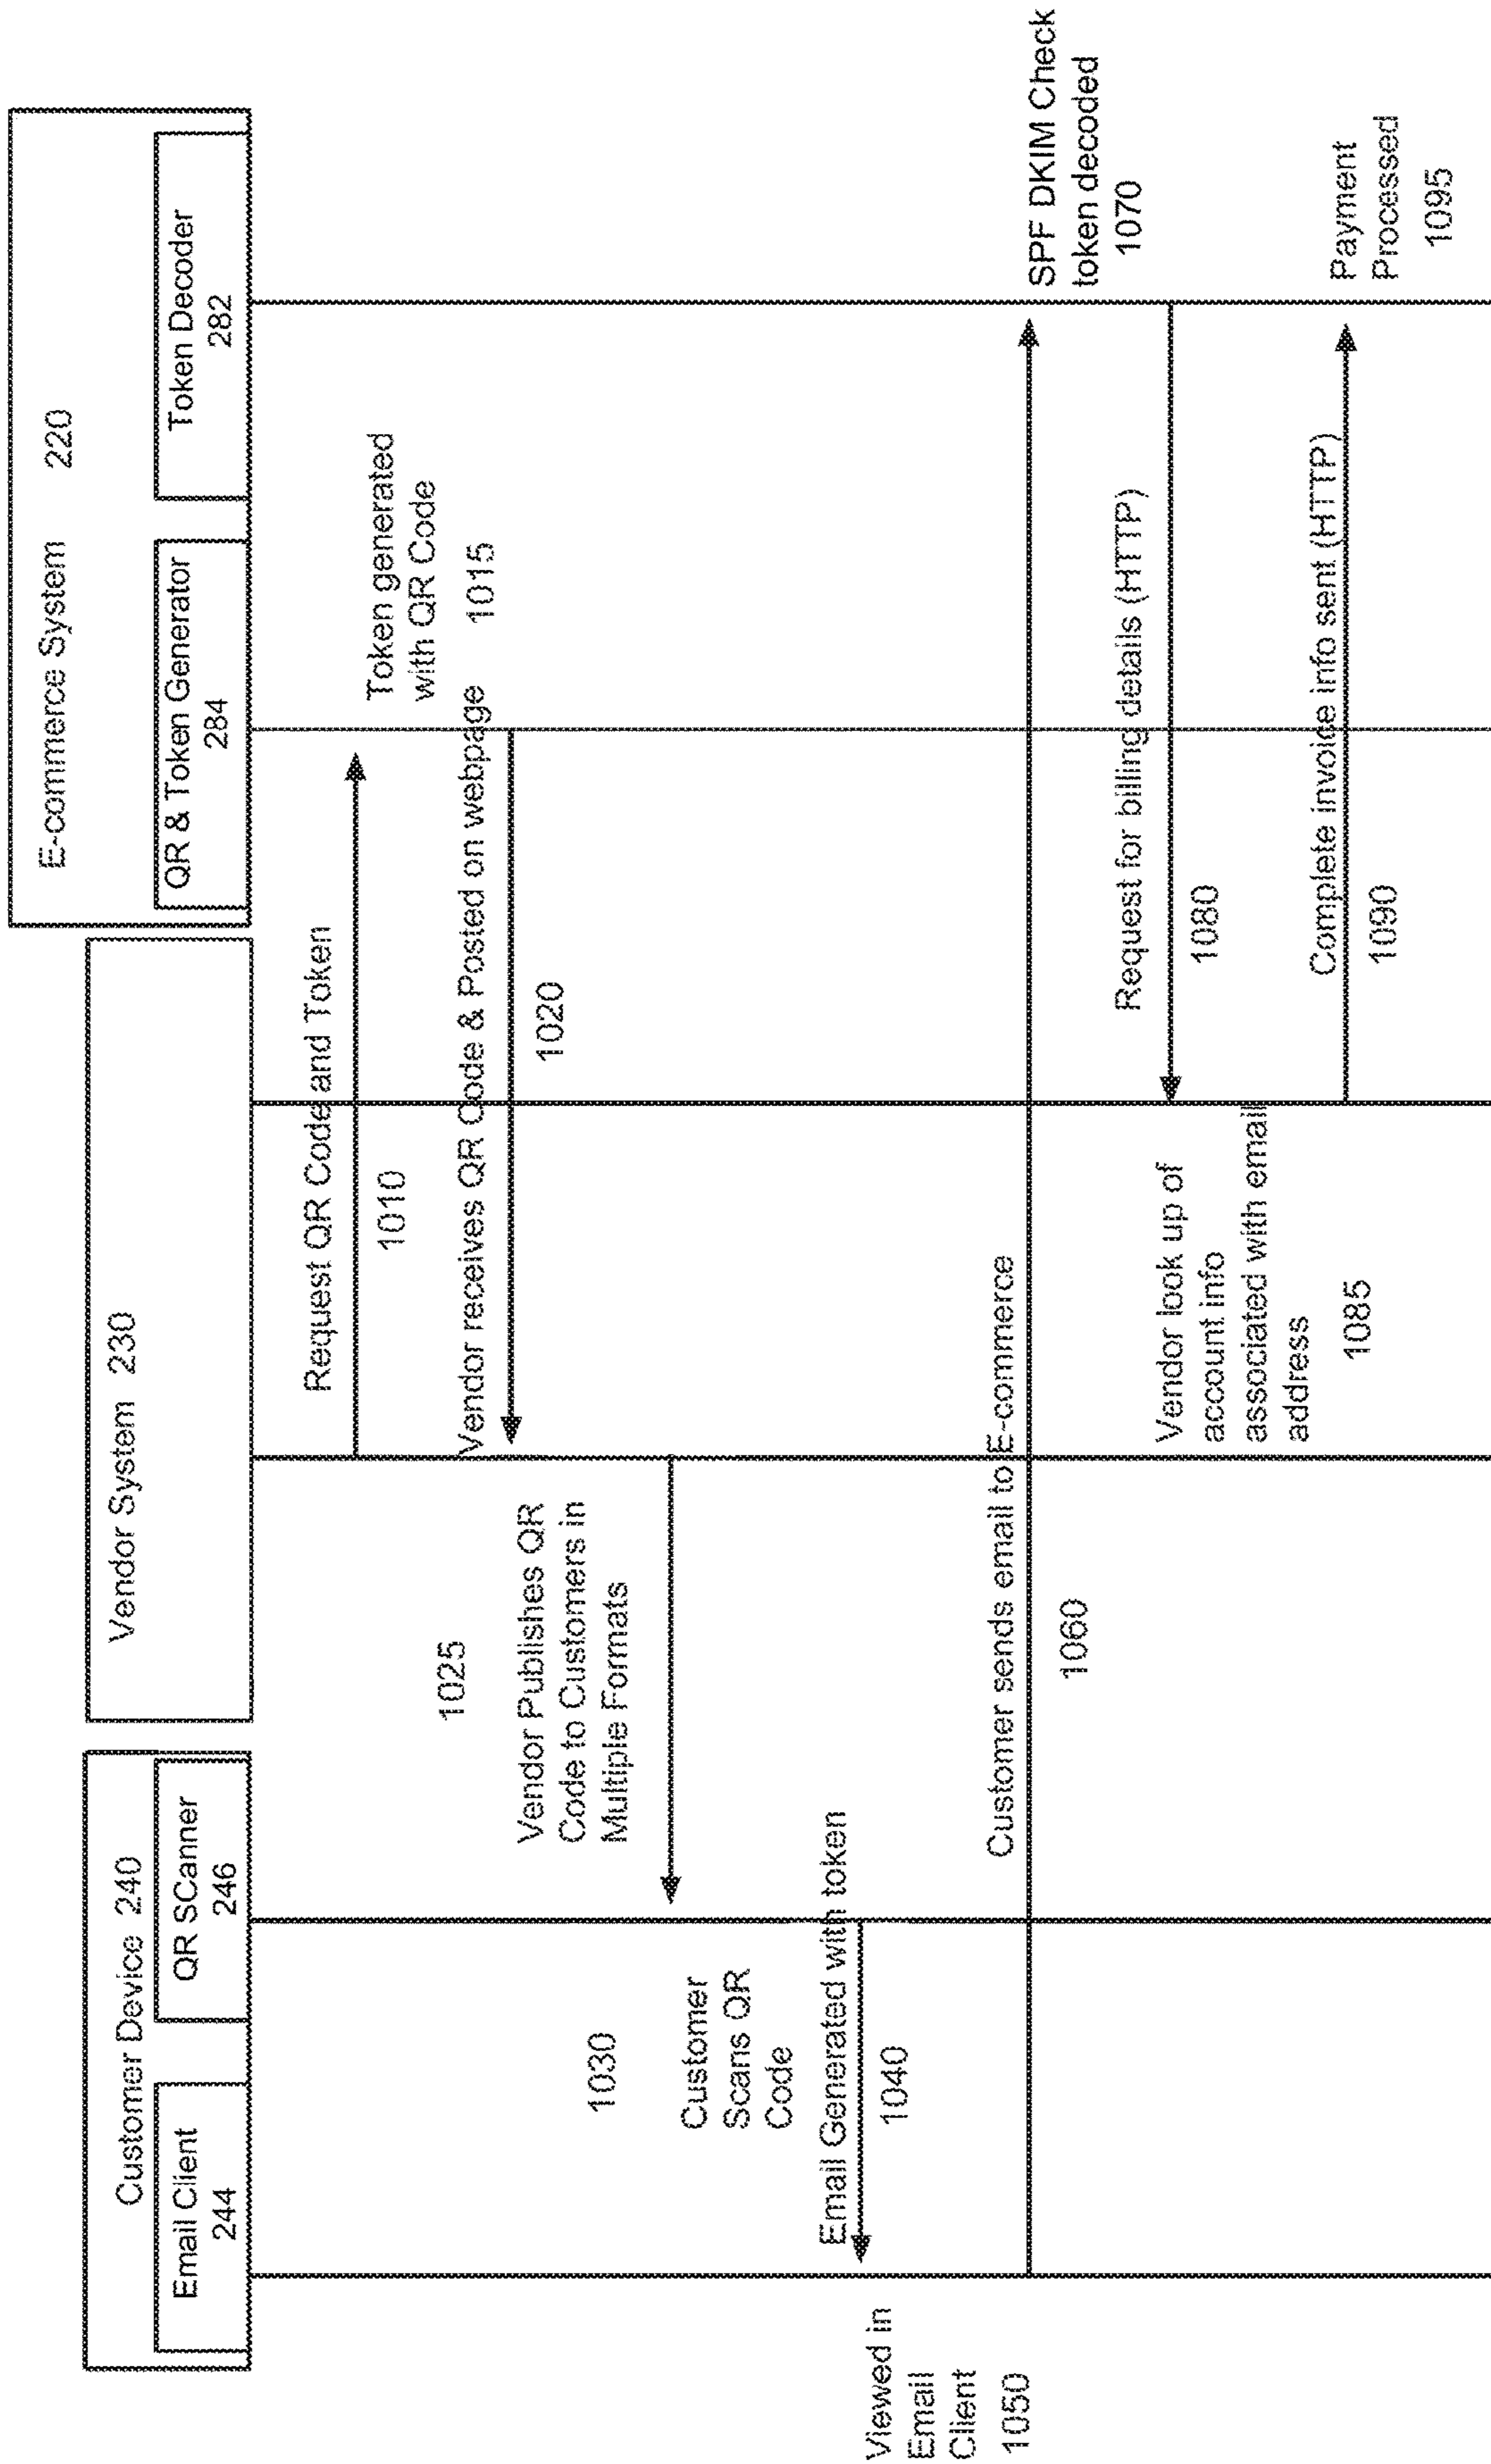 Customer Device 240
Email Client
244
QR SCanner
246
Vendor System 230
E-commerce System 220
QR & Token Generator
284
Token Decoder
282
Request QR Code and Token
1010
Token generated
with QR Code
1015
Vendor receives QR Code & Posted on webpage
1020
1025
Vendor Publishes QR
Code to Customers in
Multiple Formats
1030
Customer
Scans QR
Code
Email Generated with token
1040
Viewed in
Email
Client
1050
Customer sends email to E-commerce
1060
SPF DKIM Check
token decoded
1070
Request for billing details (HTTP)
1080
Vendor look up of
account info
associated with email
address
1085
Complete invoice info sent (HTTP)
1090
Payment
Processed
1095